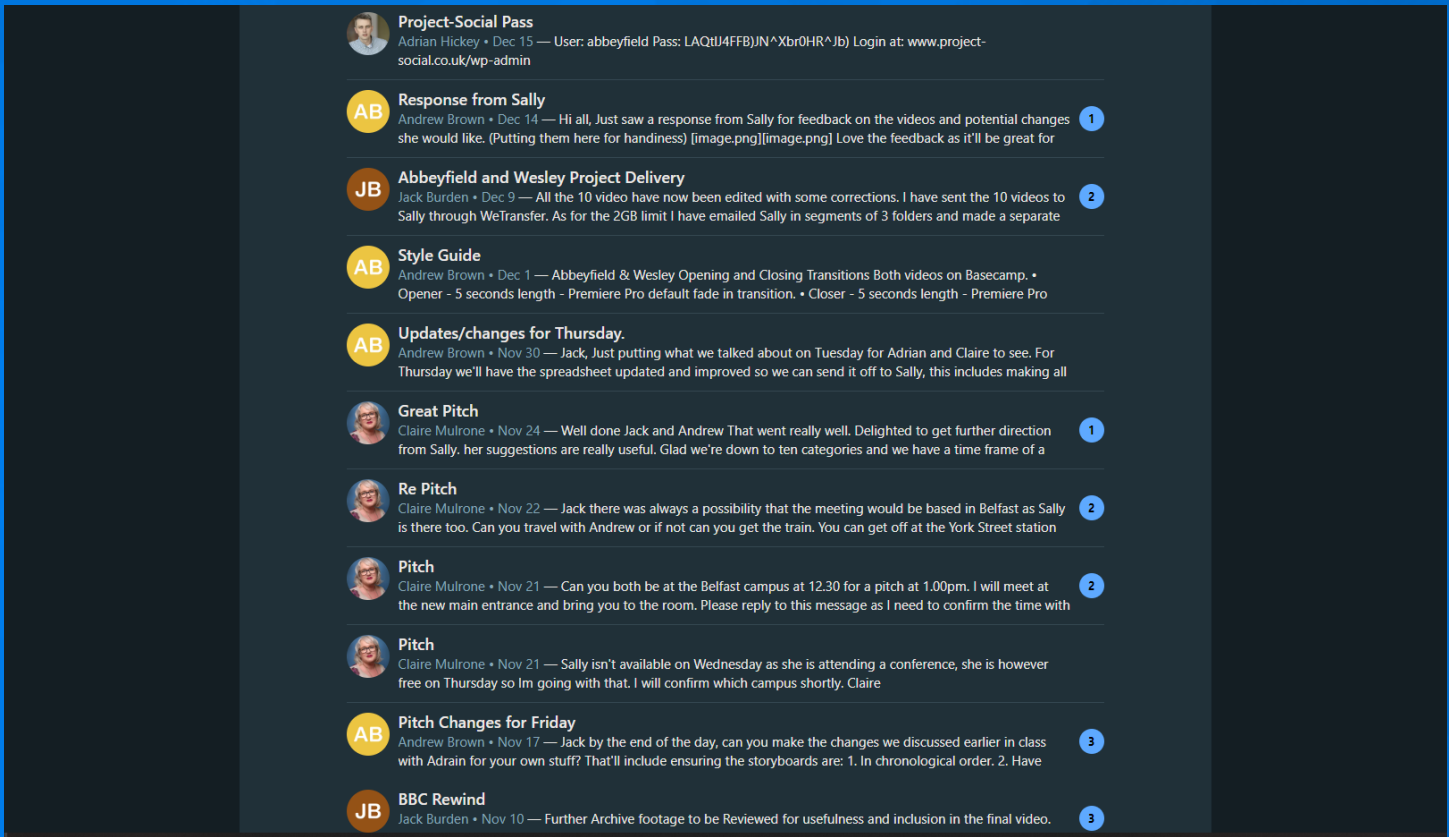 Project-Social Pass
Adrian Hickey • Dec 15 — User: abbeyfield Pass: LAQtlJ4FFB)JN^Xbr0HR^Jb) Login at: www.project-
social.co.uk/wp-admin
AB
Response from Sally
Andrew Brown • Dec 14 — Hi all, Just saw a response from Sally for feedback on the videos and potential changes
she would like. (Putting them here for handiness) [image.png][image.png] Love the feedback as it'll be great for
1
JB
Abbeyfield and Wesley Project Delivery
Jack Burden • Dec 9 — All the 10 video have now been edited with some corrections. I have sent the 10 videos to
Sally through WeTransfer. As for the 2GB limit I have emailed Sally in segments of 3 folders and made a separate
2
AB
Style Guide
Andrew Brown • Dec 1 — Abbeyfield & Wesley Opening and Closing Transitions Both videos on Basecamp. •
Opener - 5 seconds length - Premiere Pro default fade in transition. • Closer - 5 seconds length - Premiere Pro
AB
Updates/changes for Thursday.
Andrew Brown • Nov 30 — Jack, Just putting what we talked about on Tuesday for Adrian and Claire to see. For
Thursday we'll have the spreadsheet updated and improved so we can send it off to Sally, this includes making all
Great Pitch
Claire Mulrone • Nov 24 — Well done Jack and Andrew That went really well. Delighted to get further direction
from Sally. her suggestions are really useful. Glad we're down to ten categories and we have a time frame of a
1
Re Pitch
Claire Mulrone • Nov 22 — Jack there was always a possibility that the meeting would be based in Belfast as Sally
is there too. Can you travel with Andrew or if not can you get the train. You can get off at the York Street station
2
Pitch
Claire Mulrone • Nov 21 — Can you both be at the Belfast campus at 12.30 for a pitch at 1.00pm. I will meet at
the new main entrance and bring you to the room. Please reply to this message as I need to confirm the time with
2
Pitch
Claire Mulrone • Nov 21 — Sally isn't available on Wednesday as she is attending a conference, she is however
free on Thursday so Im going with that. I will confirm which campus shortly. Claire
AB
Pitch Changes for Friday
Andrew Brown • Nov 17 — Jack by the end of the day, can you make the changes we discussed earlier in class
with Adrain for your own stuff? That'll include ensuring the storyboards are: 1. In chronological order. 2. Have
3
JB
BBC Rewind
Jack Burden • Nov 10 — Further Archive footage to be Reviewed for usefulness and inclusion in the final video.
3